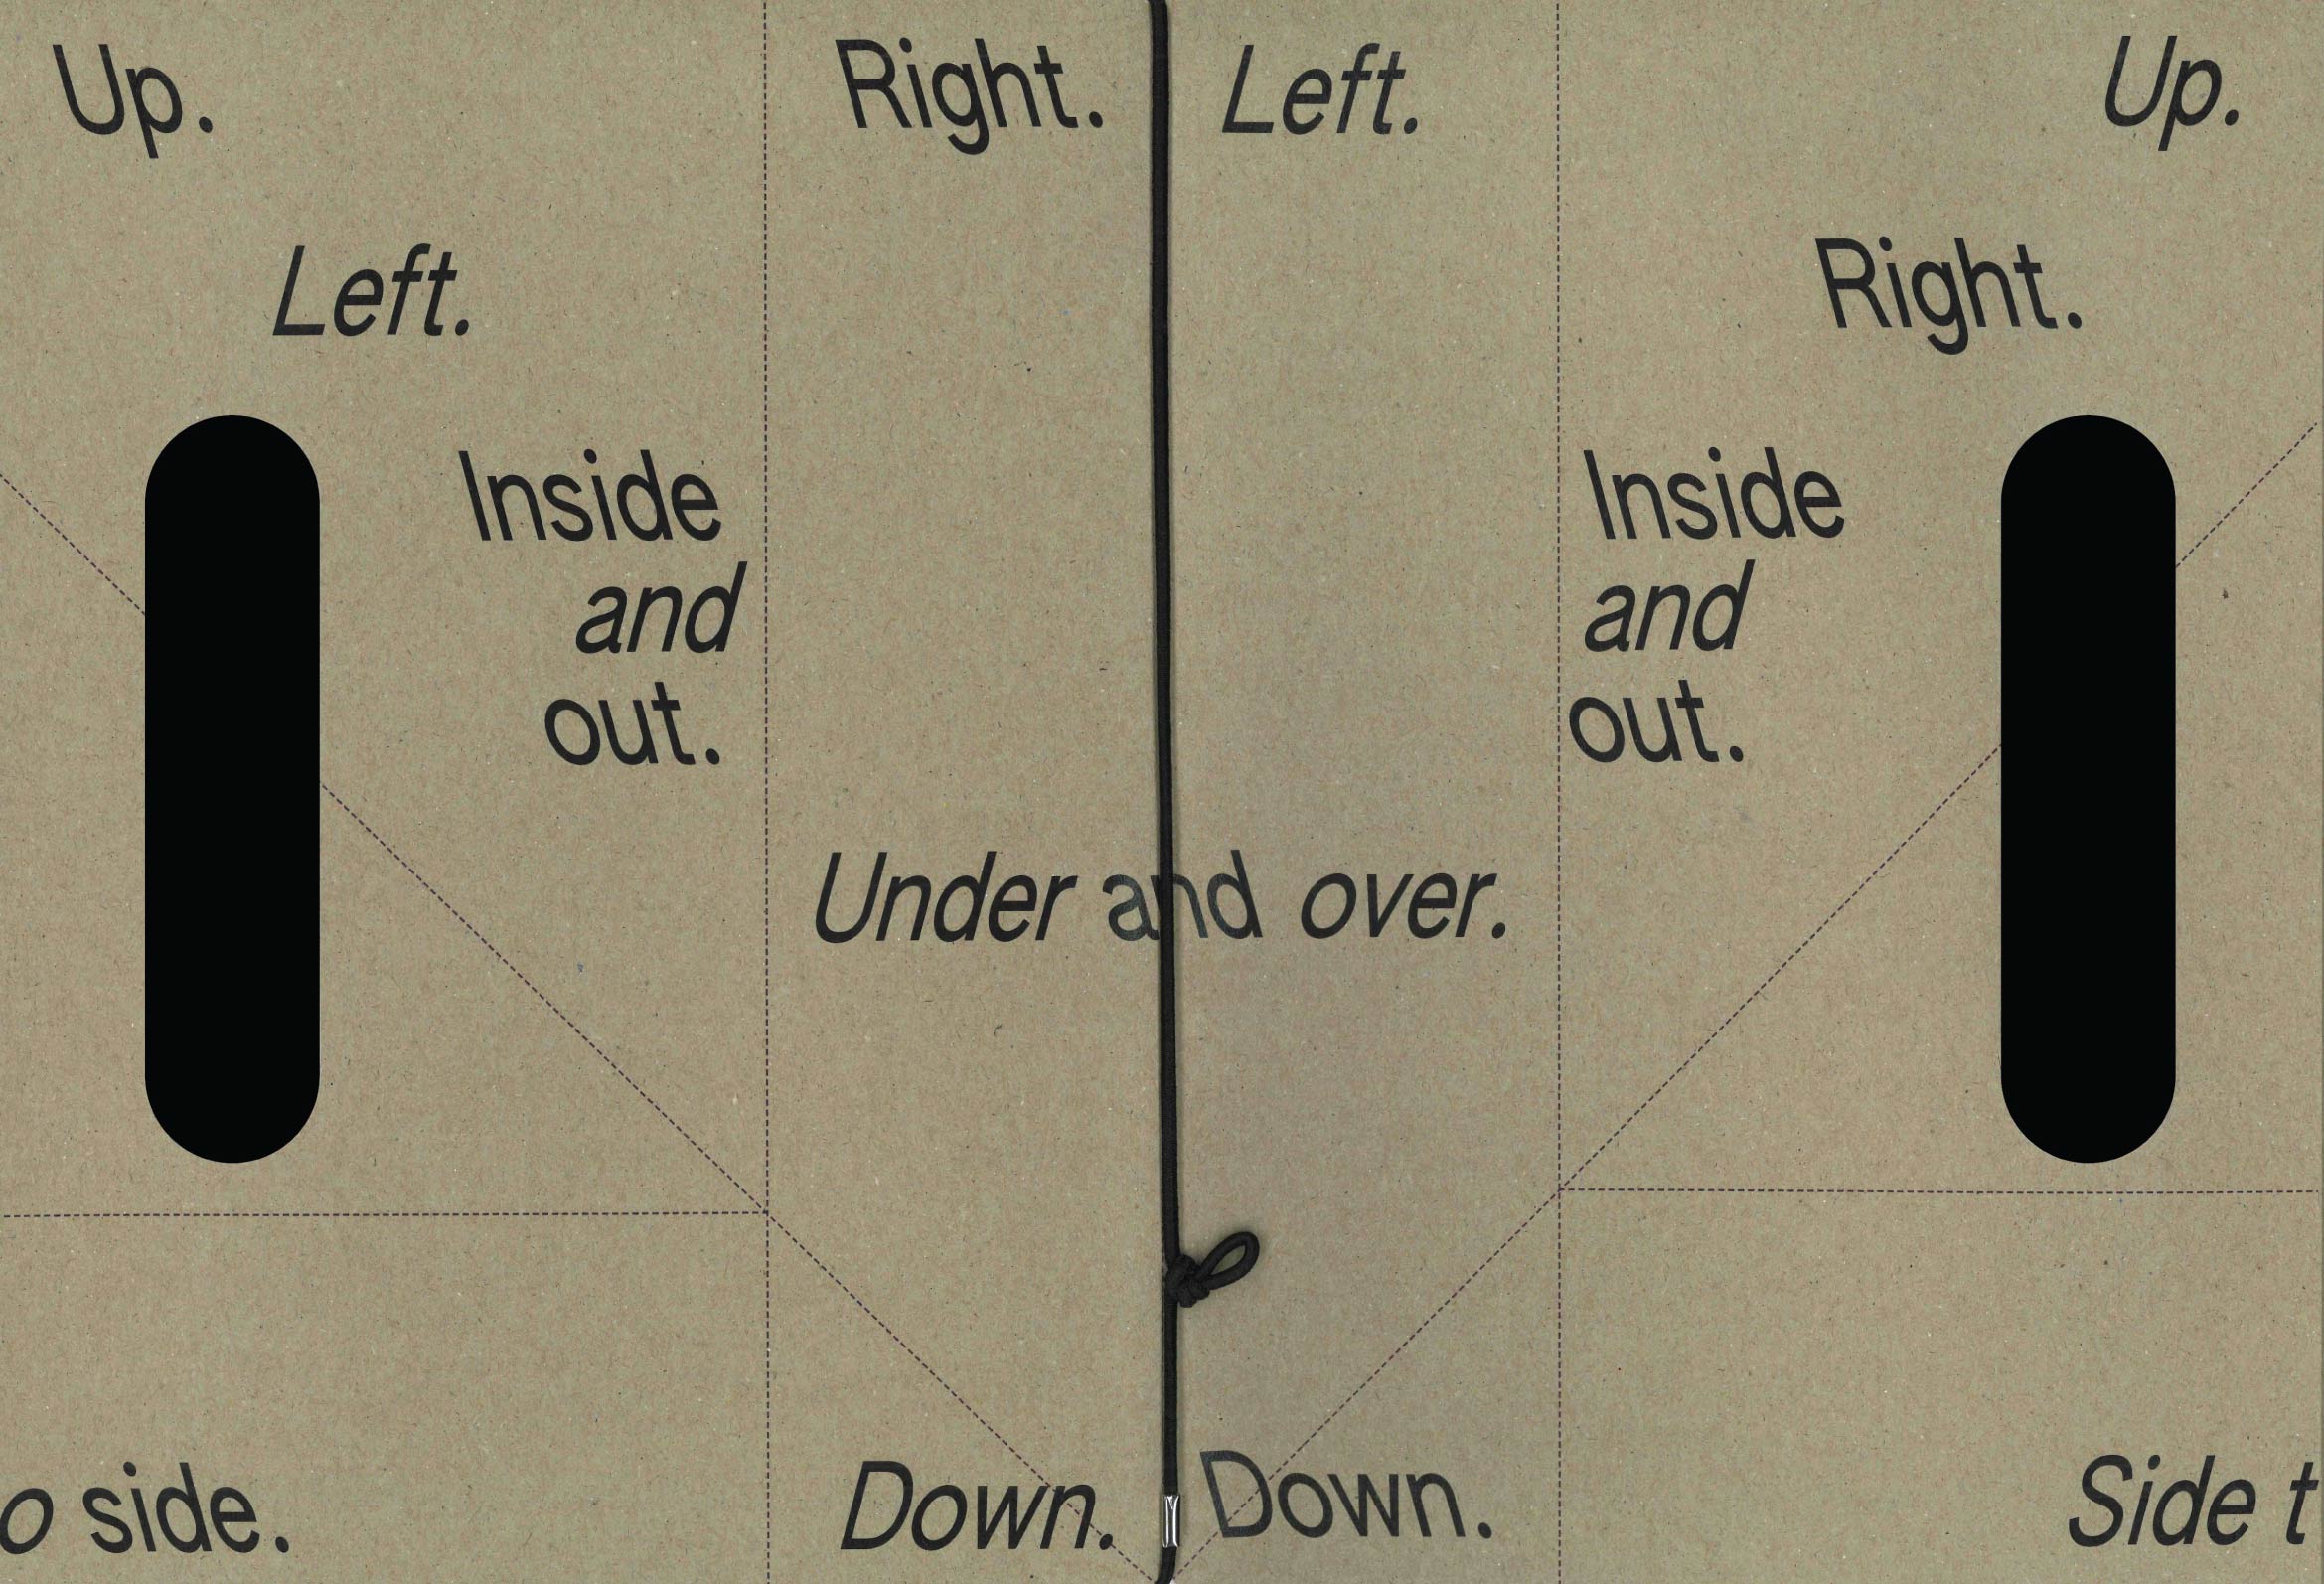 Up.
Right.
Left.
Up.
Left.
Right.
Inside
and
out.
Inside
and
out.
Under and over.
o side.
Down.
Down.
Side t